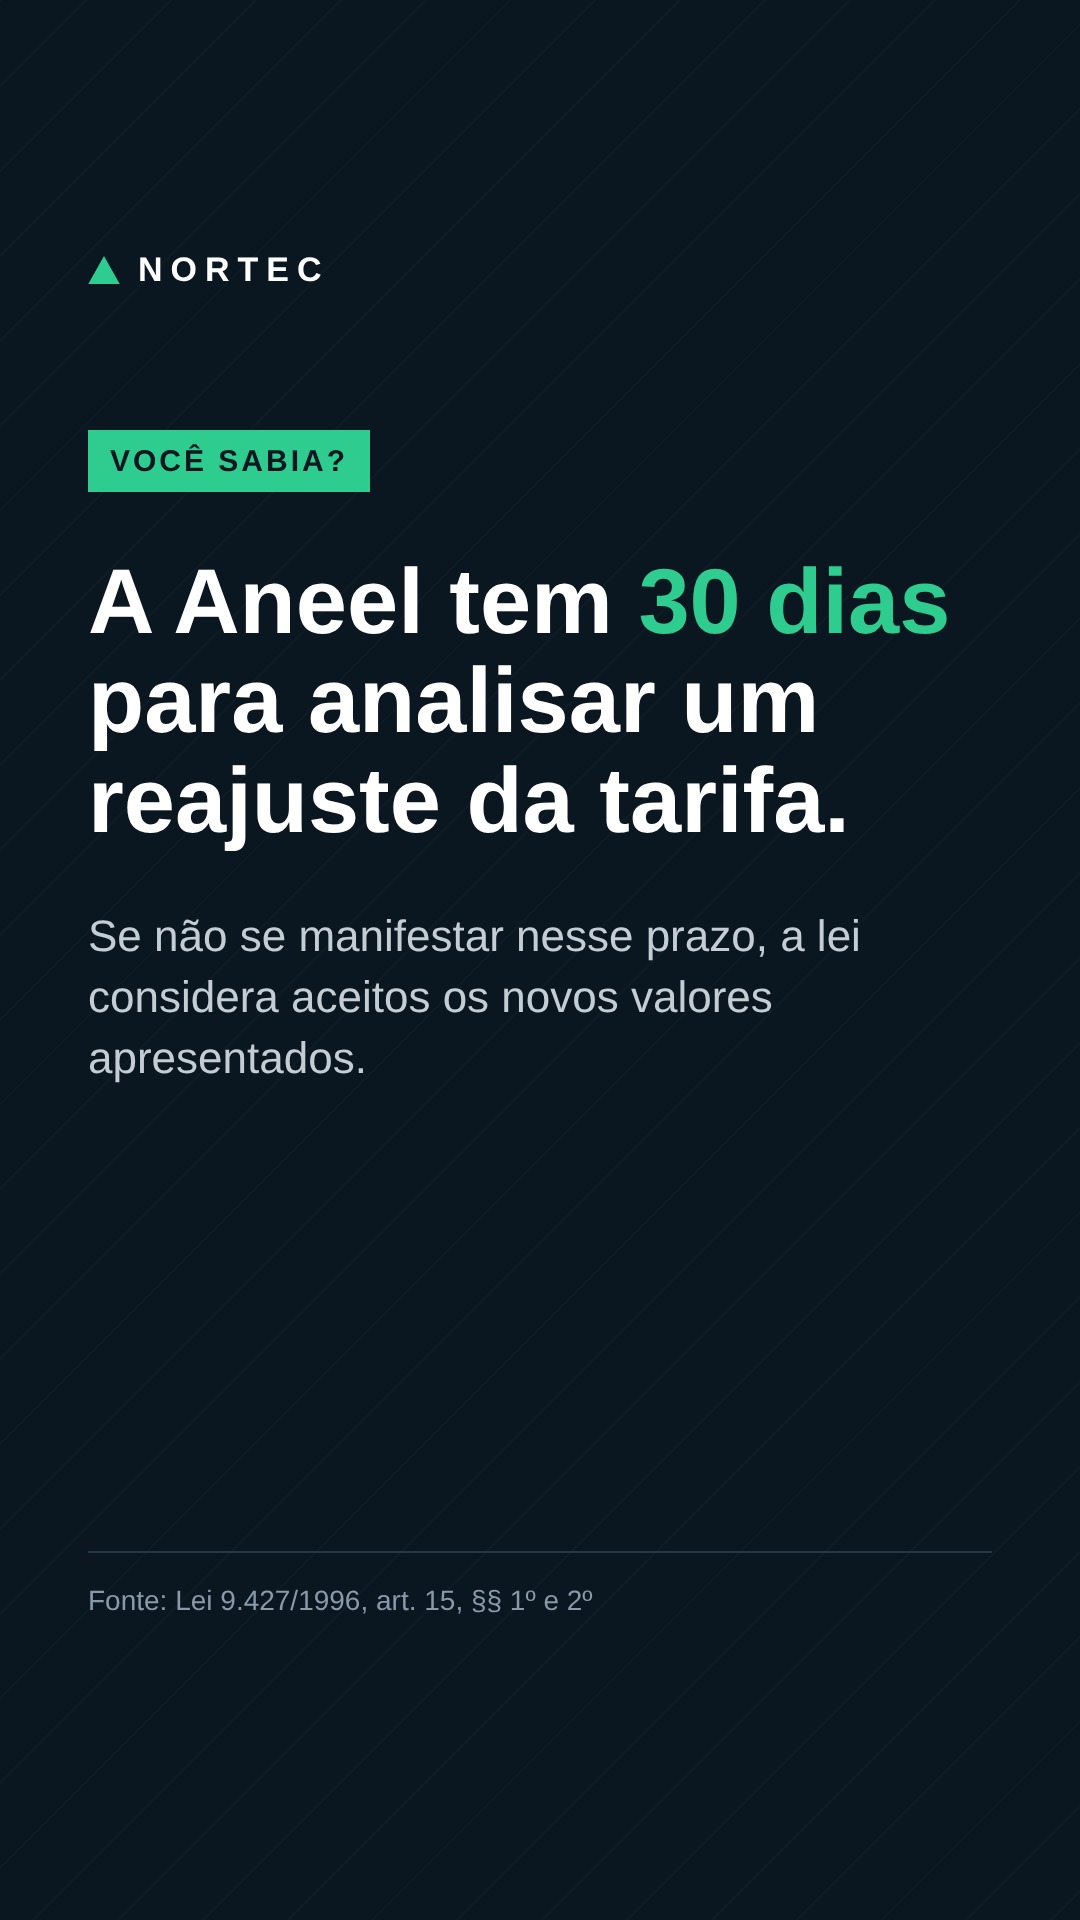 NORTEC
VOCÊ SABIA?
A Aneel tem 30 dias
para analisar um
reajuste da tarifa.
Se não se manifestar nesse prazo, a lei
considera aceitos os novos valores
apresentados.
Fonte: Lei 9.427/1996, art. 15, §§ 1º e 2º